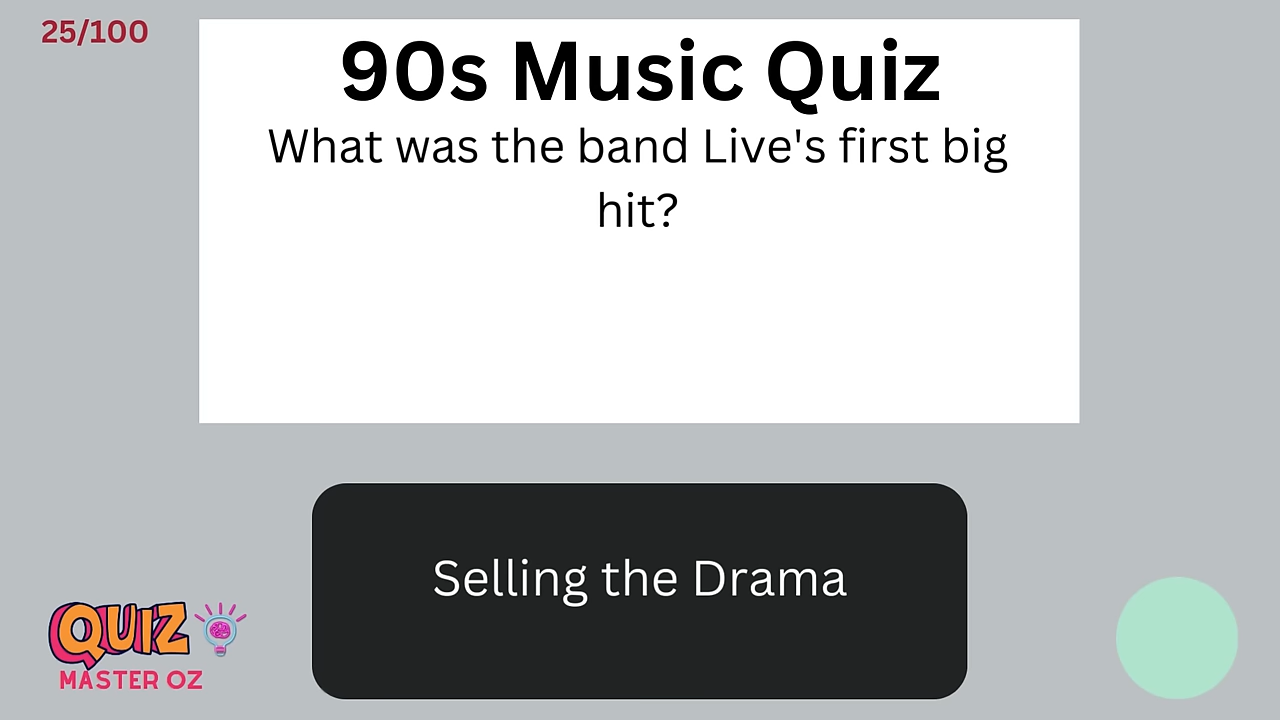 25/100
90s Music Quiz
What was the band Live's first big
hit?
Selling the Drama
QUIZ
MASTER OZ